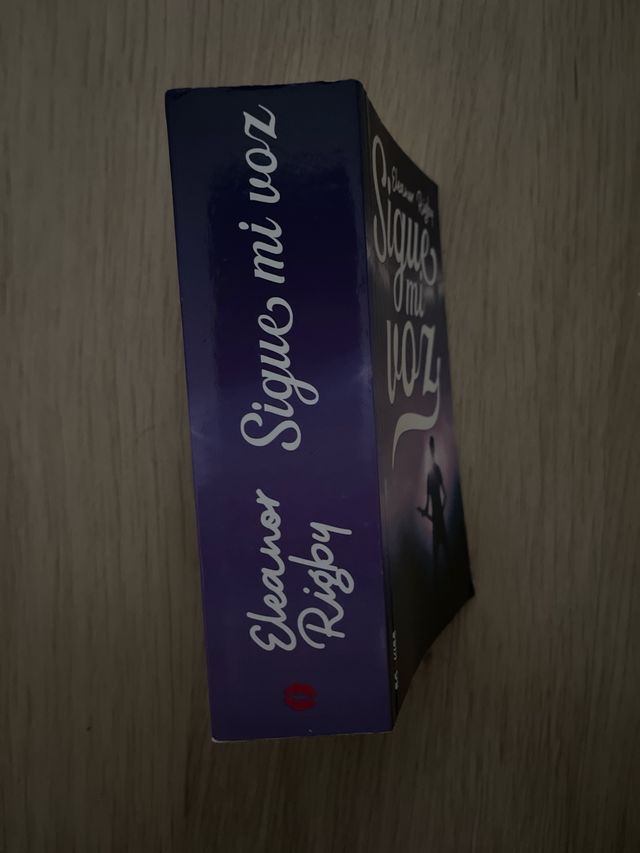 Sigue mi voz
Eleanor
Rigby
Eleanor Rigby
Sigue
mi
voz